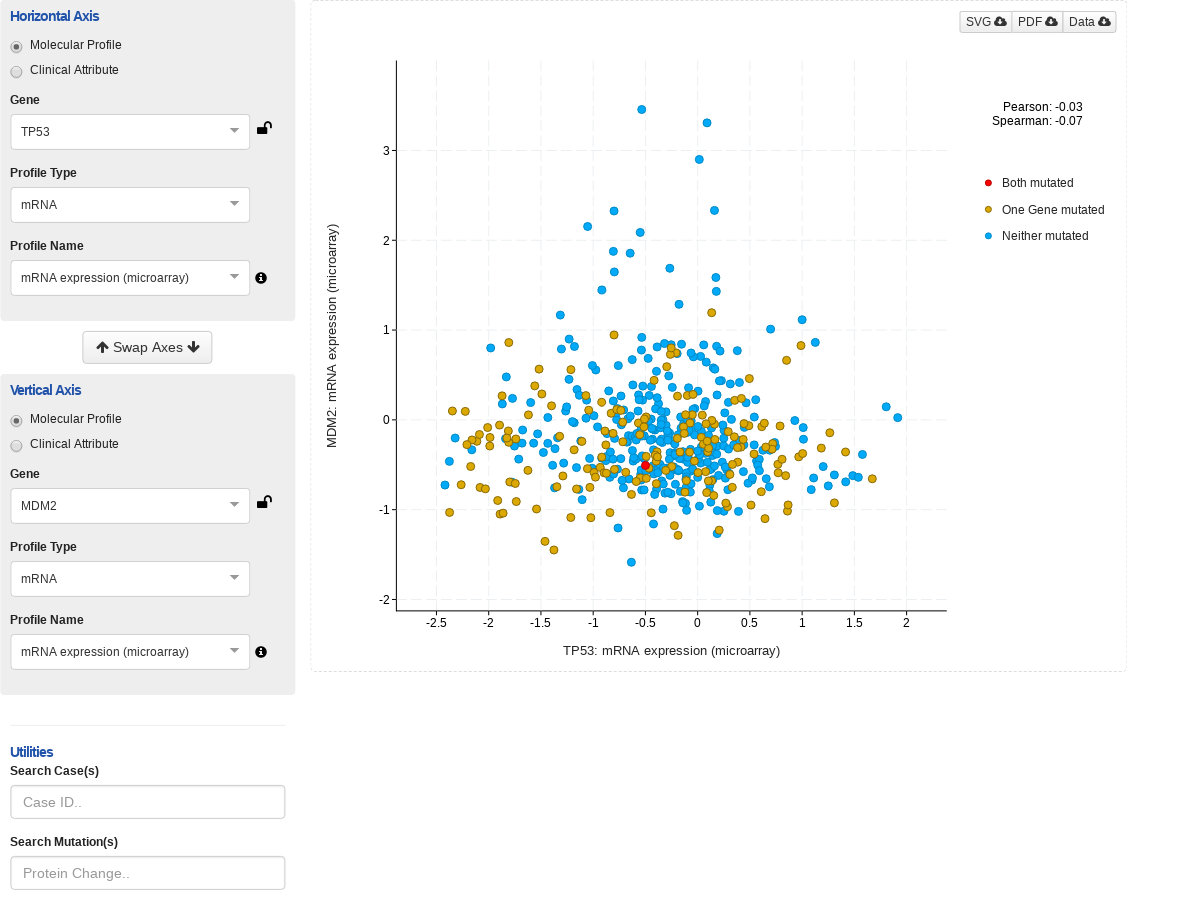 Horizontal Axis
Molecular Profile
Clinical Attribute
Gene
TP53
Profile Type
mRNA
Profile Name
mRNA expression (microarray)
Swap Axes
Vertical Axis
Molecular Profile
Clinical Attribute
Gene
MDM2
Profile Type
mRNA
Profile Name
mRNA expression (microarray)
Utilities
Search Case(s)
Case ID..
Search Mutation(s)
Protein Change..
SVG PDF Data
Pearson: -0.03
Spearman: -0.07
Both mutated
One Gene mutated
Neither mutated
MDM2: mRNA expression (microarray)
3
2
1
0
-1
-2
-2.5 -2 -1.5 -1 -0.5 0 0.5 1 1.5 2
TP53: mRNA expression (microarray)